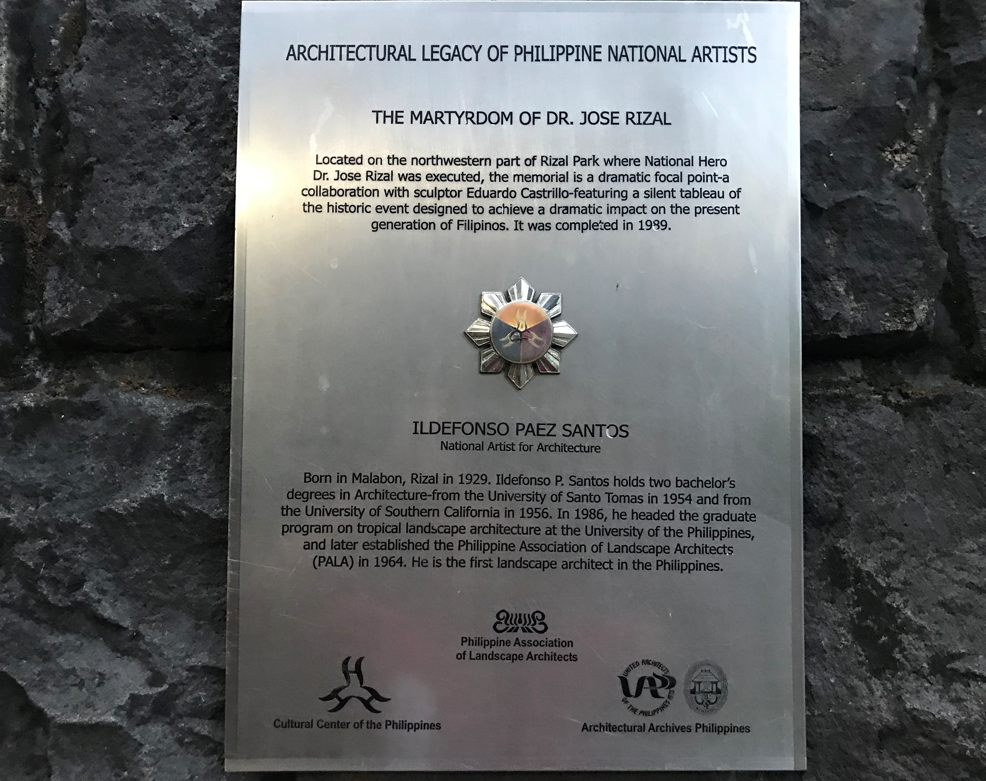 ARCHITECTURAL LEGACY OF PHILIPPINE NATIONAL ARTISTS
THE MARTYRDOM OF DR. JOSE RIZAL
Located on the northwestern part of Rizal Park where National Hero
Dr. Jose Rizal was executed, the memorial is a dramatic focal point-a
collaboration with sculptor Eduardo Castrillo-featuring a silent tableau of
the historic event designed to achieve a dramatic impact on the present
generation of Filipinos. It was completed in 1989.
ILDEFONSO PAEZ SANTOS
National Artist for Architecture
Born in Malabon, Rizal in 1929. Ildefonso P. Santos holds two bachelor's
degrees in Architecture-from the University of Santo Tomas in 1954 and from
the University of Southern California in 1956. In 1986, he headed the graduate
program on tropical landscape architecture at the University of the Philippines,
and later established the Philippine Association of Landscape Architects
(PALA) in 1964. He is the first landscape architect in the Philippines.
Philippine Association
of Landscape Architects
Cultural Center of the Philippines
UNITED ARCHITECTS
OF THE PHILIPPINES
UAP
Architectural Archives Philippines